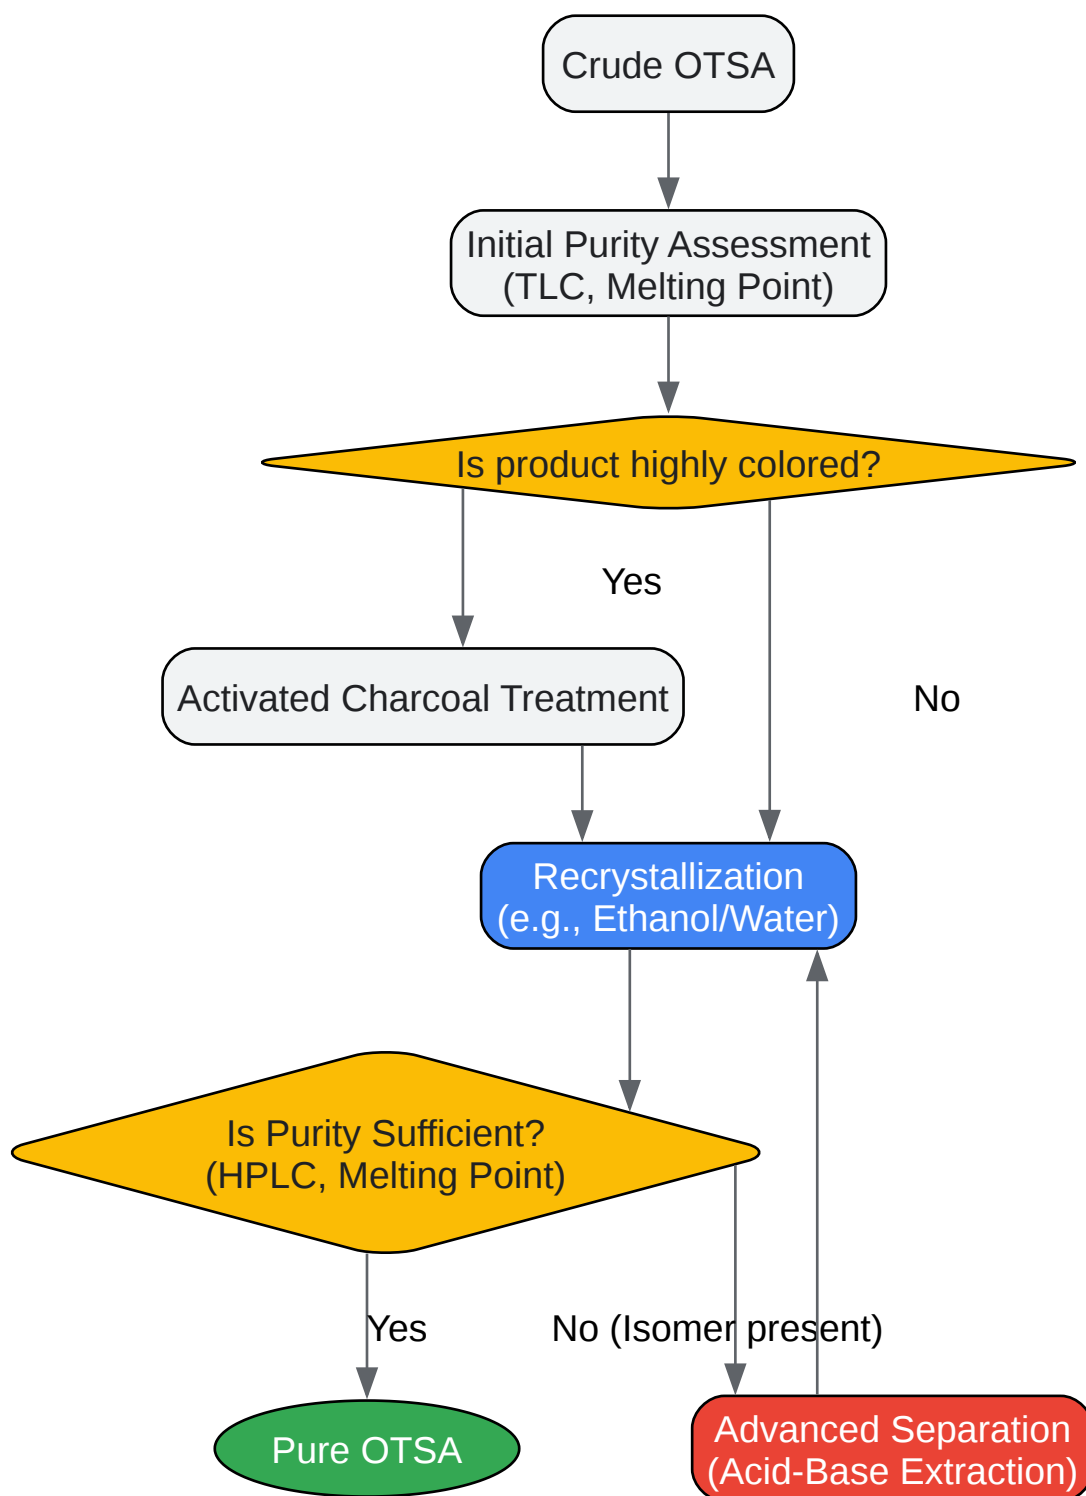 Crude OTSA
Initial Purity Assessment
(TLC, Melting Point)
Is product highly colored?
Yes
Activated Charcoal Treatment
No
Recrystallization
(e.g., Ethanol/Water)
Is Purity Sufficient?
(HPLC, Melting Point)
Yes
No (Isomer present)
Pure OTSA
Advanced Separation
(Acid-Base Extraction)